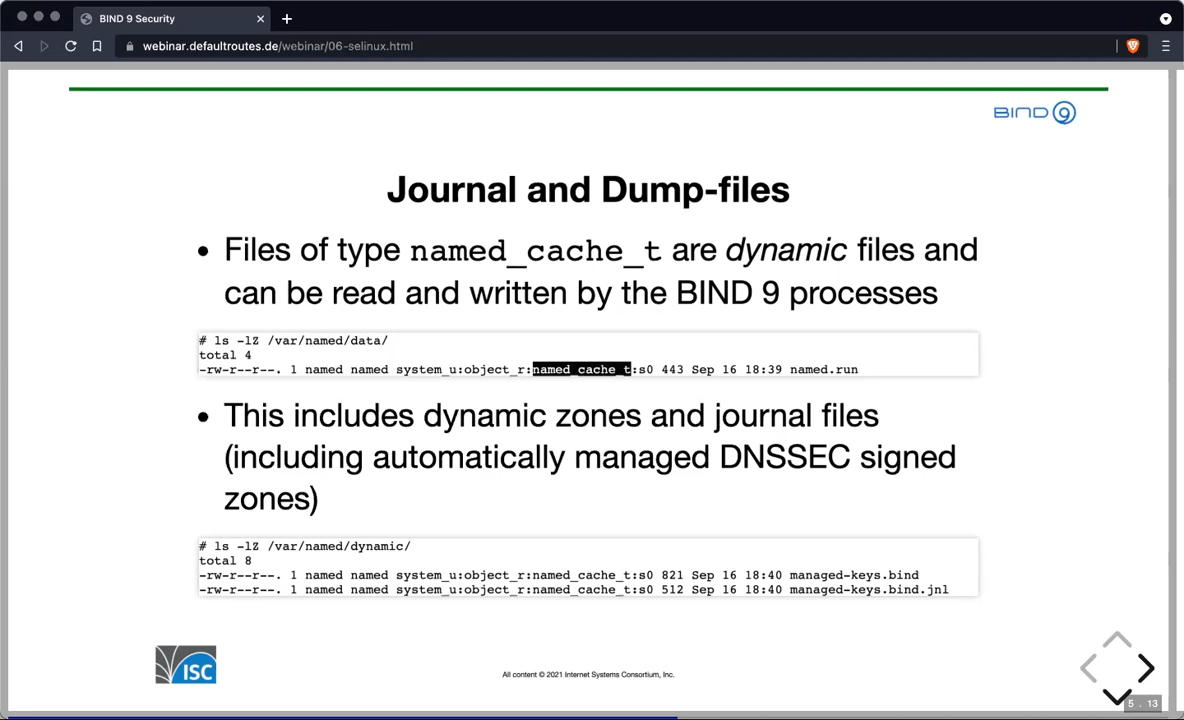 BIND 9 Security
webinar.defaultroutes.de/webinar/06-selinux.html
BIND 9
Journal and Dump-files
• Files of type named_cache_t are dynamic files and
can be read and written by the BIND 9 processes
# ls -lZ /var/named/data/
total 4
-rw-r--r--. 1 named named system_u:object_r:named_cache_t:s0 443 Sep 16 18:39 named.run
• This includes dynamic zones and journal files
(including automatically managed DNSSEC signed
zones)
# ls -lZ /var/named/dynamic/
total 8
-rw-r--r--. 1 named named system_u:object_r:named_cache_t:s0 821 Sep 16 18:40 managed-keys.bind
-rw-r--r--. 1 named named system_u:object_r:named_cache_t:s0 512 Sep 16 18:40 managed-keys.bind.jnl
ISC
All content © 2021 Internet Systems Consortium, Inc.
5 . 13